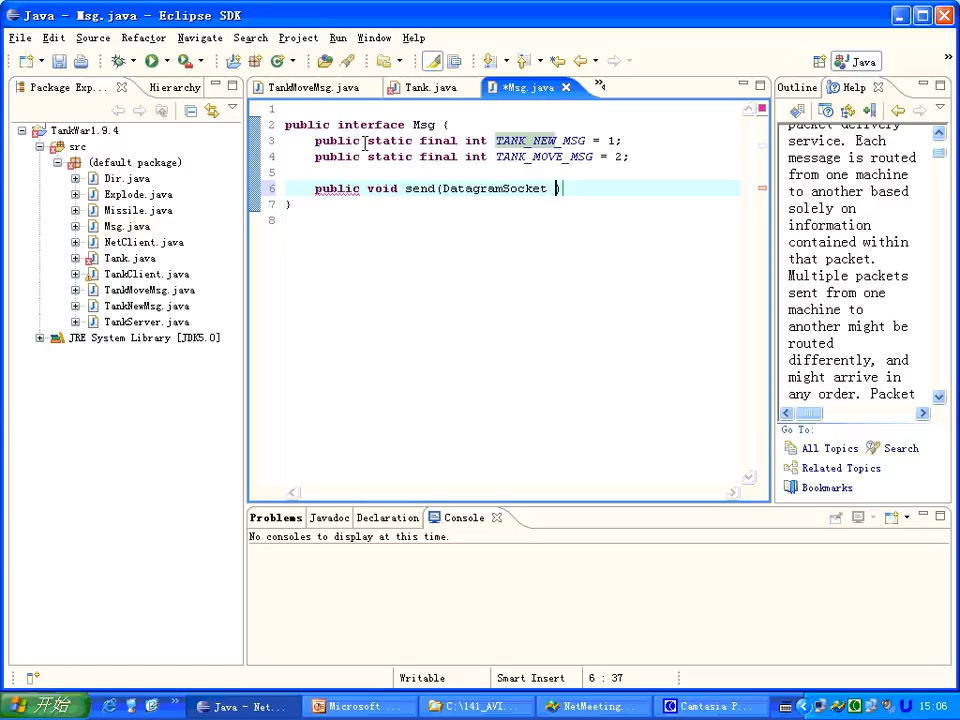 Java - Msg.java - Eclipse SDK
File Edit Source Refactor Navigate Search Project Run Window Help
Java
Package Exp... Hierarchy
TankMoveMsg.java Tank.java *Msg.java
Outline Help
TankWar1.9.4
src
(default package)
Dir.java
Explode.java
Missile.java
Msg.java
NetClient.java
Tank.java
TankClient.java
TankMoveMsg.java
TankNewMsg.java
TankServer.java
JRE System Library [JDK5.0]
1
2 public interface Msg {
3 public static final int TANK_NEW_MSG = 1;
4 public static final int TANK_MOVE_MSG = 2;
5
6 public void send(DatagramSocket )
7 }
8
packet delivery
service. Each
message is routed
from one machine
to another based
solely on
information
contained within
that packet.
Multiple packets
sent from one
machine to
another might be
routed
differently, and
might arrive in
any order. Packet
Go To:
All Topics Search
Related Topics
Bookmarks
Problems Javadoc Declaration Console
No consoles to display at this time.
Writable Smart Insert 6 : 37
开始 Java - Net... Microsoft ... C:\141_AVI... NetMeeting... Camtasia P... 15:06